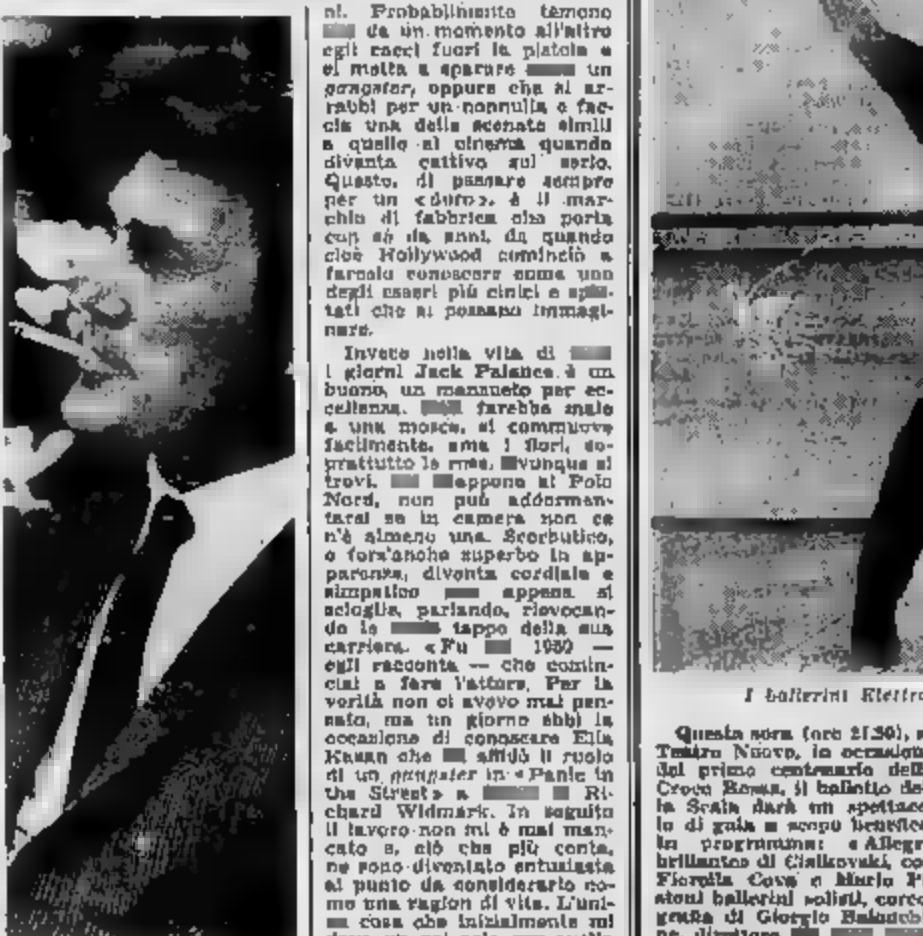 ni. Probabilmente temono
da un momento all'altro
egli cacci fuori la pistola e
si metta a sparare un
gangster, oppure che si ar-
rabbi per un nonnulla e fac-
cia una delle scenate simili
a quelle al cinema quando
diventa cattivo sul serio.
Questo, di passare sempre
per un «duro», è il mar-
chio di fabbrica che porta
con sè da anni, da quando
cioè Hollywood cominciò a
farcelo conoscere come uno
degli esseri più cinici e
tati che si possano immagi-
nare.
Invece nella vita di
i giorni Jack Palance è un
buono, un mansueto per ec-
cellenza. farebbe male
a una mosca, si commuove
facilmente, ama i fiori, so-
prattutto le rose. si
trovi, al Polo
Nord, non può addormen-
tarsi se in camera non ce
n'è almeno una. Scorbutico,
o fors'anche superbo in ap-
parenza, diventa cordiale e
simpatico appena si
scioglie, parlando, rievocan-
do le tappe della sua
carriera. «Fu 1950 —
egli racconta — che comin-
ciai a fare l'attore. Per la
verità non ci avevo mai pen-
sato, ma un giorno ebbi la
occasione di conoscere Elia
Kazan che affidò il ruolo
di un gangster in «Panic in
the Street» a Ri-
chard Widmark. In seguito
il lavoro non mi è mai man-
cato e, ciò che più conta,
ne sono diventato entusiasta
al punto da considerarlo co-
me una ragion di vita. L'uni-
cosa che inizialmente mi
I ballerini Elettra
Questa sera (ore 21.30),
Teatro Nuovo, in occasione
del primo centenario della
Croce Rossa, il balletto de
la Scala darà un spettaco
lo di gala a scopo benefico
In programma: «Allegro
brillante» di Ciaikovski, co
Fiorella Cova e Mario Pi
stoni ballerini solisti, coreo
grafia di Giorgio Balanch